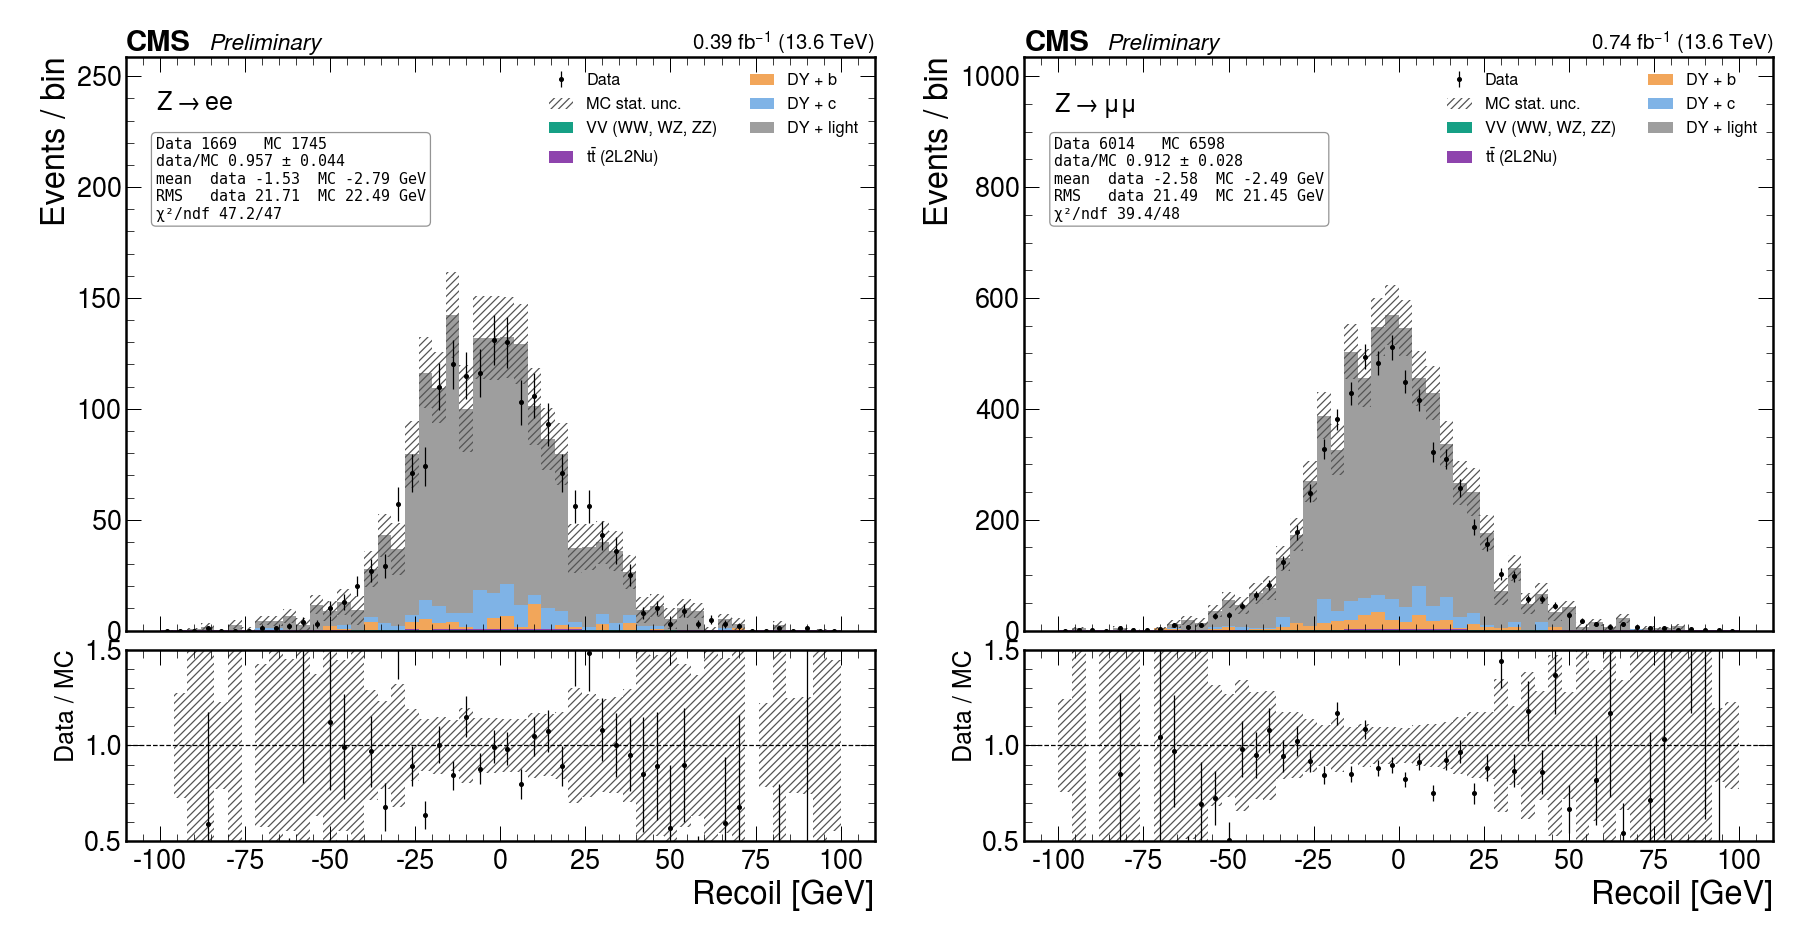 CMS Preliminary 0.39 fb⁻¹ (13.6 TeV)
Events / bin
250
200
150
100
50
0
Z → ee
Data 1669   MC 1745
data/MC 0.957 ± 0.044
mean  data -1.53  MC -2.79 GeV
RMS   data 21.71  MC 22.49 GeV
χ²/ndf 47.2/47
Data
MC stat. unc.
VV (WW, WZ, ZZ)
tt̄ (2L2Nu)
DY + b
DY + c
DY + light
Data / MC
1.5
1.0
0.5
-100 -75 -50 -25 0 25 50 75 100
Recoil [GeV]
CMS Preliminary 0.74 fb⁻¹ (13.6 TeV)
Events / bin
1000
800
600
400
200
0
Z → μμ
Data 6014   MC 6598
data/MC 0.912 ± 0.028
mean  data -2.58  MC -2.49 GeV
RMS   data 21.49  MC 21.45 GeV
χ²/ndf 39.4/48
Data
MC stat. unc.
VV (WW, WZ, ZZ)
tt̄ (2L2Nu)
DY + b
DY + c
DY + light
Data / MC
1.5
1.0
0.5
-100 -75 -50 -25 0 25 50 75 100
Recoil [GeV]